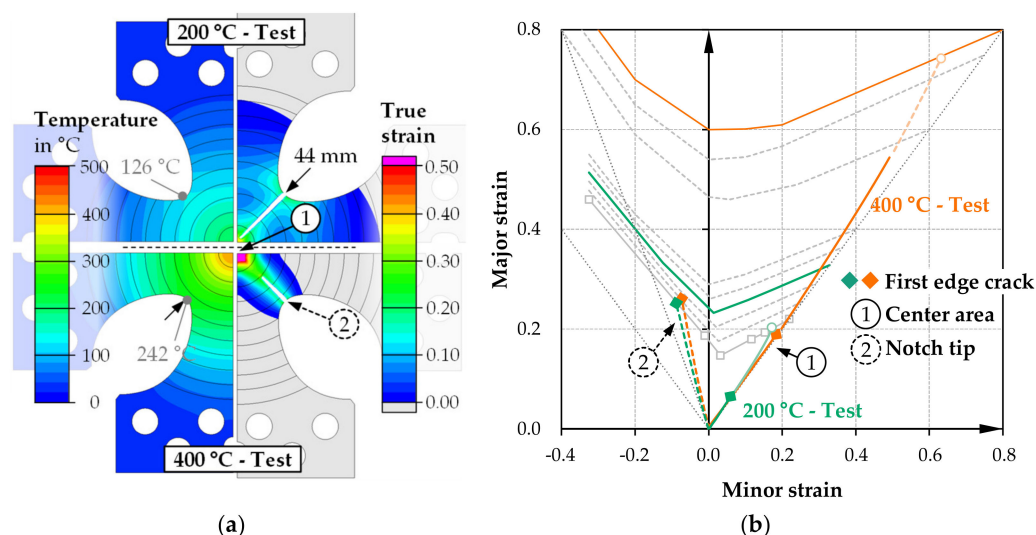 200 °C - Test
Temperature
in °C
True
strain
126 °C
44 mm
500
400
300
200
100
0
0.50
0.40
0.30
0.20
0.10
0.00
1
2
242 °
400 °C - Test
(a)
Major strain
0.8
0.6
0.4
0.2
0.0
-0.4
-0.2
0.0
0.2
0.4
0.6
0.8
Minor strain
400 °C - Test
First edge crack
1 Center area
2 Notch tip
2
1
200 °C - Test
(b)